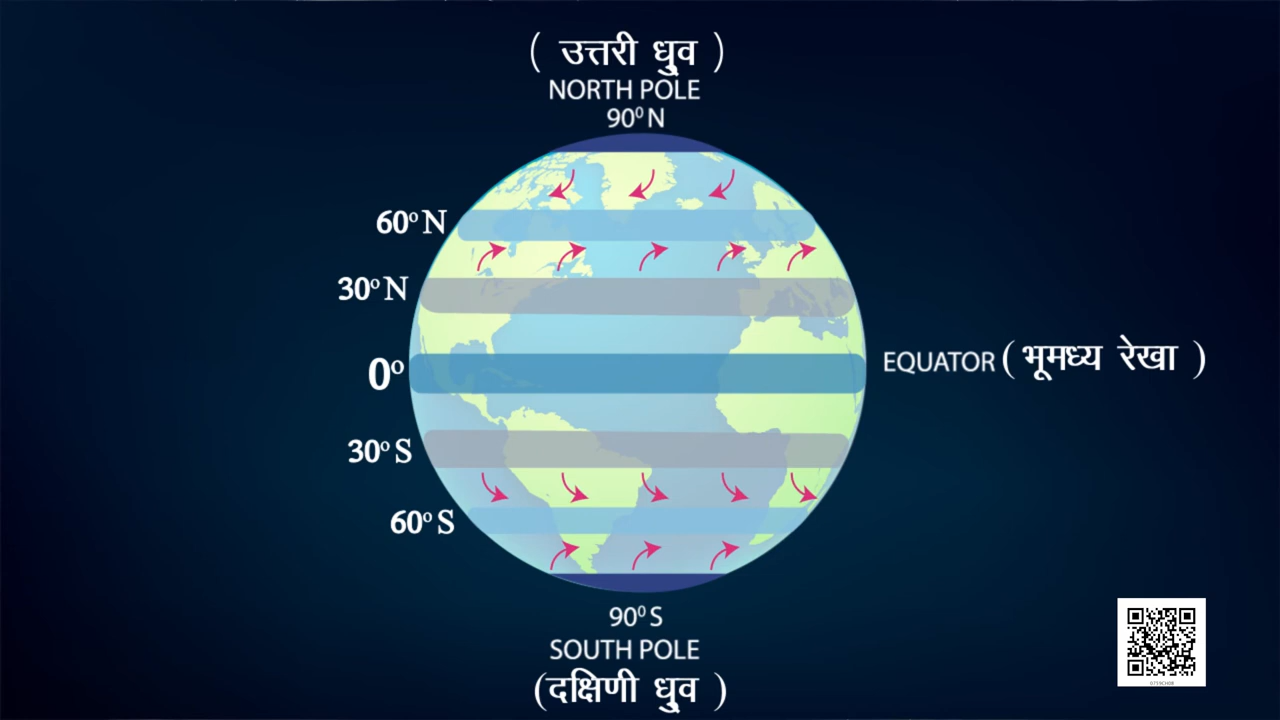 ( उत्तरी ध्रुव )
NORTH POLE
90⁰ N
60º N
30º N
0º
EQUATOR ( भूमध्य रेखा )
30º S
60º S
90⁰ S
SOUTH POLE
(दक्षिणी ध्रुव )